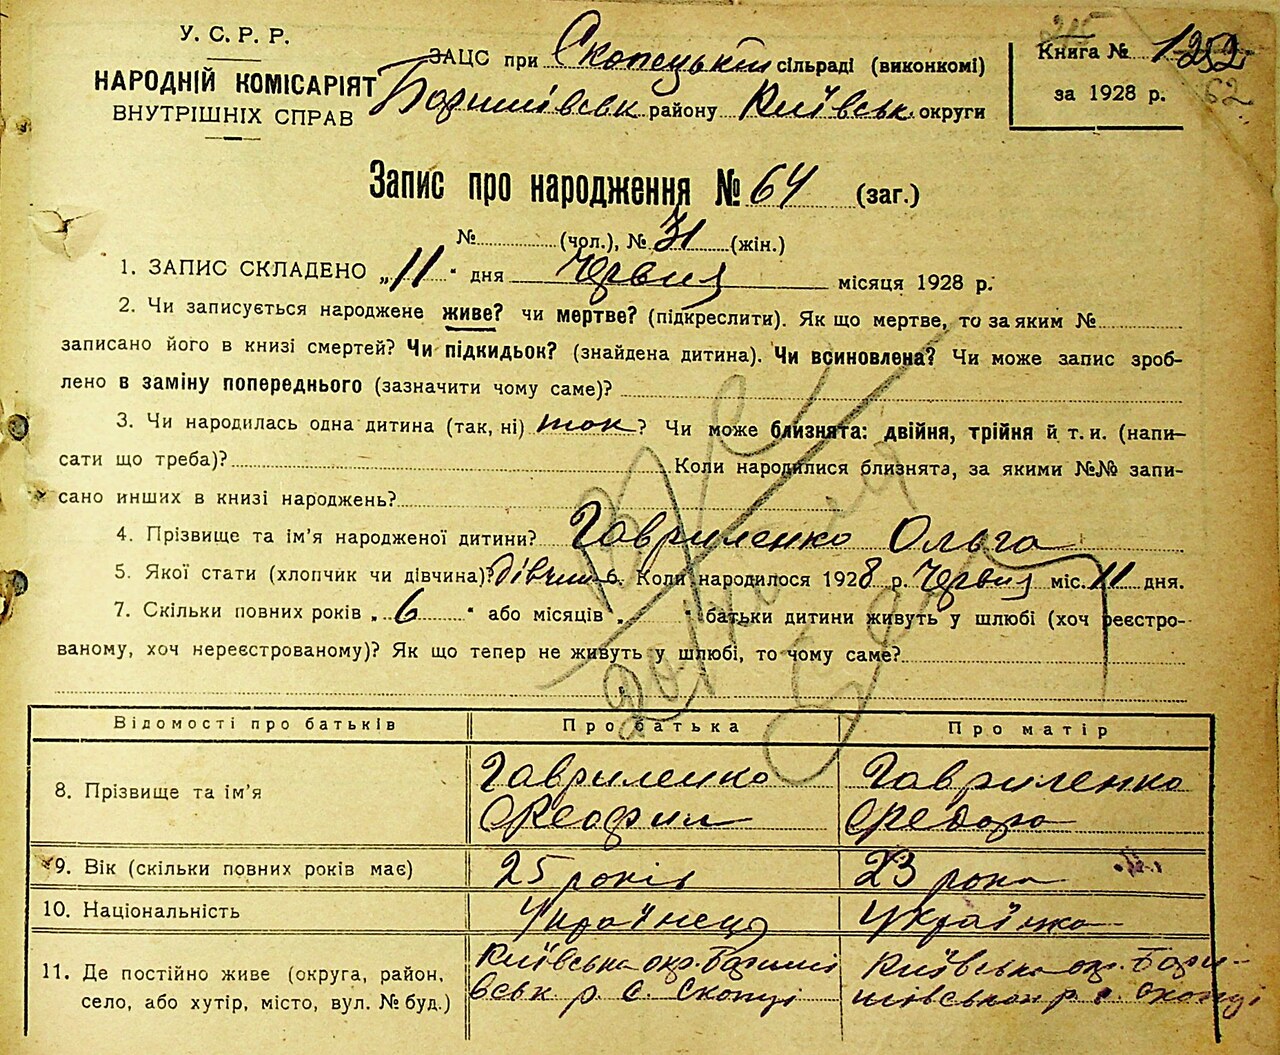 У. С. Р. Р.
НАРОДНІЙ КОМІСАРІЯТ
ВНУТРІШНІХ СПРАВ
ЗАЦС при Скопецькій сільраді (виконкомі)
Баришівськ району Київськ округи
215
Книга № 1 252
за 1928 р. 62
Запис про народження № 64 (заг.)
№ (чол.), № 31 (жін.)
1. ЗАПИС СКЛАДЕНО „11" дня Червня місяця 1928 р.
2. Чи записується народжене живе? чи мертве? (підкреслити). Як що мертве, то за яким №
записано його в книзі смертей? Чи підкидьок? (знайдена дитина). Чи всиновлена? Чи може запис зроб-
лено в заміну попереднього (зазначити чому саме)?
3. Чи народилась одна дитина (так, ні) так? Чи може близнята: двійня, трійня й т. и. (напи-
сати що треба)? Коли народилися близнята, за якими №№ запи-
сано инших в книзі народжень?
4. Прізвище та ім'я народженої дитини? Гавриленко Ольга
5. Якої стати (хлопчик чи дівчина)? дівчин 6. Коли народилося 1928 р. Червня міс. 11 дня.
7. Скільки повних років „6" або місяців „ " батьки дитини живуть у шлюбі (хоч реєстро-
ваному, хоч нереєстрованому)? Як що тепер не живуть у шлюбі, то чому саме?
Відомості про батьків Про батька Про матір
8. Прізвище та ім'я Гавриленко Феофил Гавриленко Федора
9. Вік (скільки повних років має) 25 років 23 рока
10. Національність Українець Українка
11. Де постійно живе (округа, район, Київська окр. Бариші Київська окр. Бари-
село, або хутір, місто, вул. № буд.) вськ р. с. Скопці шівський р. с. Скопці